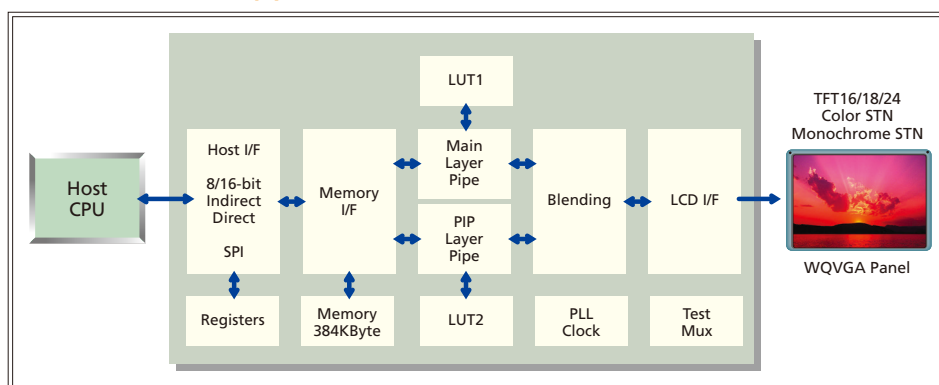 LUT1
TFT16/18/24
Color STN
Monochrome STN
Host
CPU
Host I/F
8/16-bit
Indirect
Direct
SPI
Memory
I/F
Main
Layer
Pipe
PIP
Layer
Pipe
Blending
LCD I/F
WQVGA Panel
Registers
Memory
384KByte
LUT2
PLL
Clock
Test
Mux